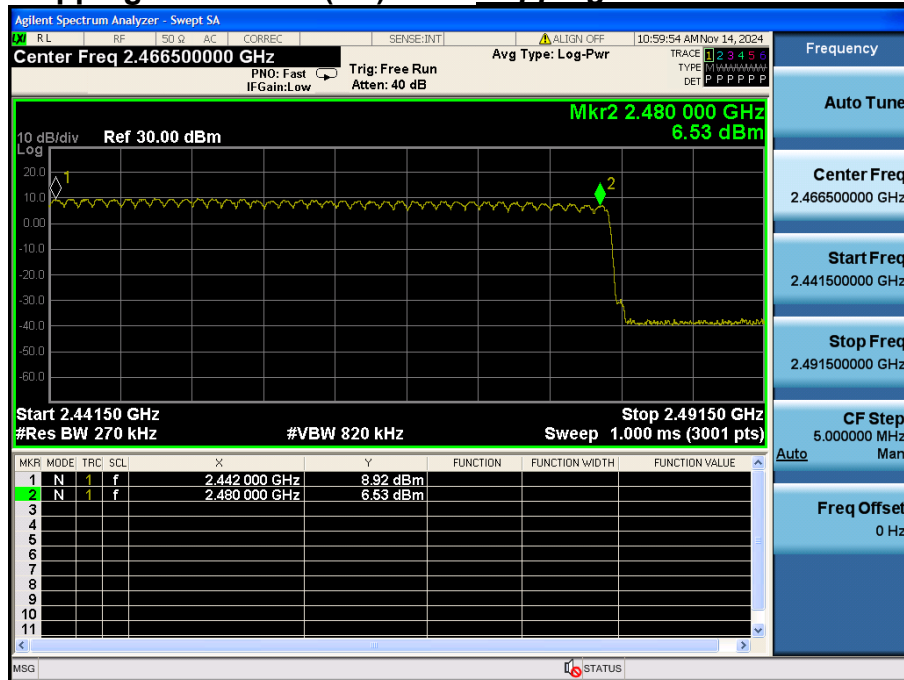 Agilent Spectrum Analyzer - Swept SA
LXI RL RF 50 Ω AC CORREC SENSE:INT ALIGN OFF 10:59:54 AM Nov 14, 2024
Center Freq 2.466500000 GHz
PNO: Fast
IFGain:Low
Trig: Free Run
Atten: 40 dB
Avg Type: Log-Pwr
TRACE 1 2 3 4 5 6
TYPE M
DET P P P P P P
Mkr2 2.480 000 GHz
6.53 dBm
10 dB/div Ref 30.00 dBm
Log
20.0
10.0
0.00
-10.0
-20.0
-30.0
-40.0
-50.0
-60.0
1
2
Start 2.44150 GHz Stop 2.49150 GHz
#Res BW 270 kHz #VBW 820 kHz Sweep 1.000 ms (3001 pts)
MKR MODE TRC SCL X Y FUNCTION FUNCTION WIDTH FUNCTION VALUE
1 N 1 f 2.442 000 GHz 8.92 dBm
2 N 1 f 2.480 000 GHz 6.53 dBm
3
4
5
6
7
8
9
10
11
MSG STATUS
Frequency
Auto Tune
Center Freq
2.466500000 GHz
Start Freq
2.441500000 GHz
Stop Freq
2.491500000 GHz
CF Step
5.000000 MHz
Auto Man
Freq Offset
0 Hz